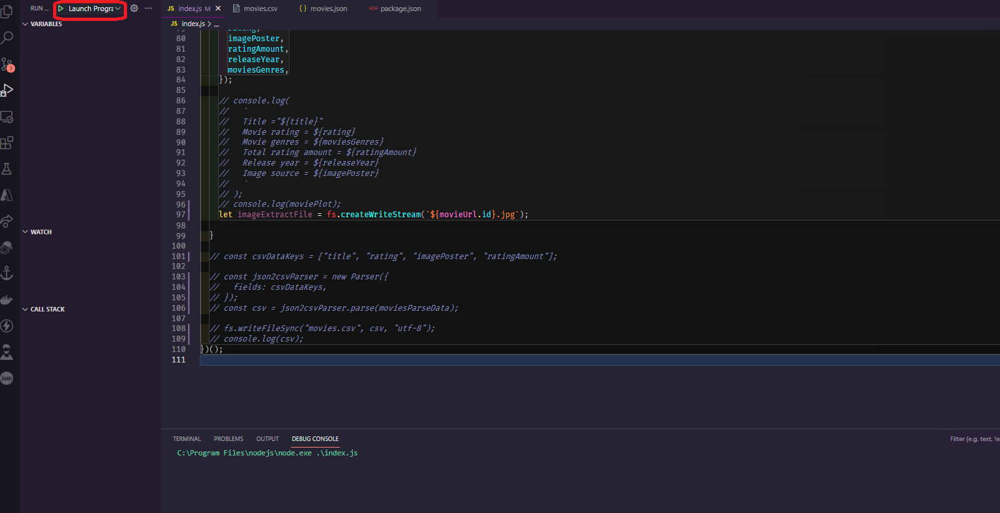 RUN ... Launch Progra ...
VARIABLES
WATCH
CALL STACK
3
Json
JS index.js M movies.csv {} movies.json package.json
JS index.js > ...
79 rating,
80 imagePoster,
81 ratingAmount,
82 releaseYear,
83 moviesGenres,
84 });
85
86 // console.log(
87 // `
88 // Title ="${title}"
89 // Movie rating = ${rating}
90 // Movie genres = ${moviesGenres}
91 // Total rating amount = ${ratingAmount}
92 // Release year = ${releaseYear}
93 // Image source = ${imagePoster}
94 // `
95 // );
96 // console.log(moviePlot);
97 let imageExtractFile = fs.createWriteStream(`${movieUrl.id}.jpg`);
98
99 }
100
101 // const csvDataKeys = ["title", "rating", "imagePoster", "ratingAmount"];
102
103 // const json2csvParser = new Parser({
104 // fields: csvDataKeys,
105 // });
106 // const csv = json2csvParser.parse(moviesParseData);
107
108 // fs.writeFileSync("movies.csv", csv, "utf-8");
109 // console.log(csv);
110 })();
111
TERMINAL PROBLEMS OUTPUT DEBUG CONSOLE Filter (e.g. text, !e
C:\Program Files\nodejs\node.exe .\index.js